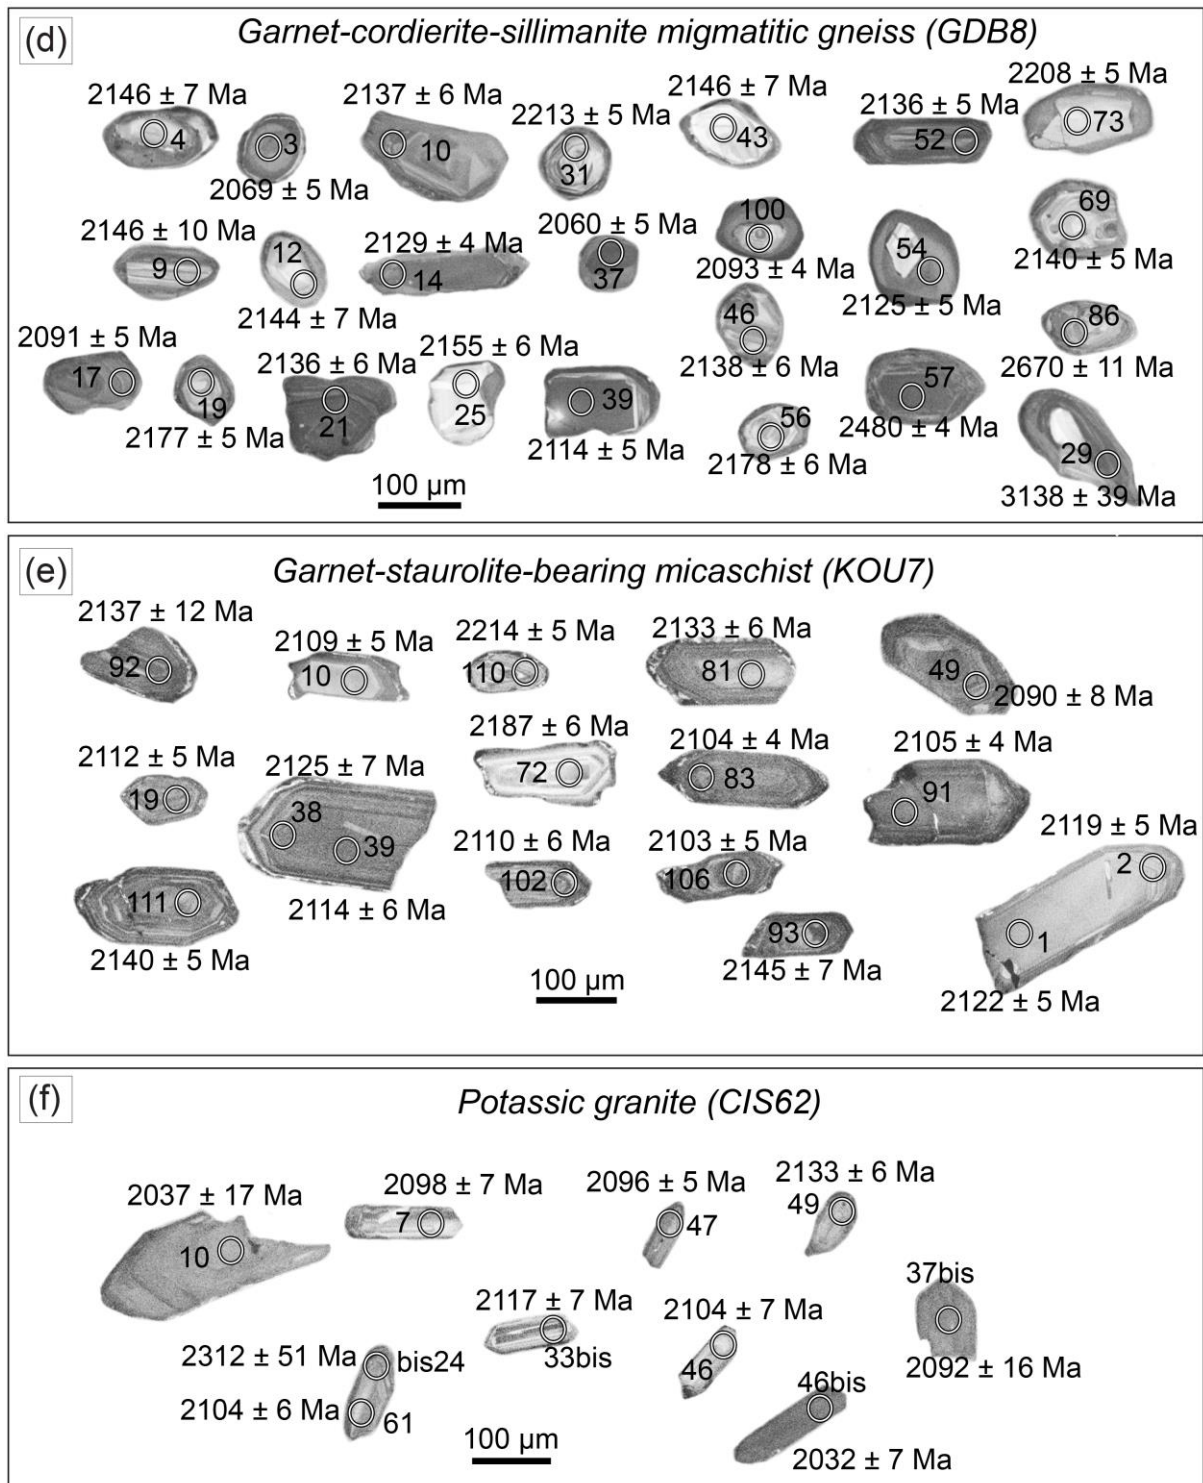 (d)
Garnet-cordierite-sillimanite migmatitic gneiss (GDB8)
2146 ± 7 Ma
4
3
2069 ± 5 Ma
2137 ± 6 Ma
10
2213 ± 5 Ma
31
2146 ± 7 Ma
43
2136 ± 5 Ma
52
2208 ± 5 Ma
73
2146 ± 10 Ma
9
12
2144 ± 7 Ma
2129 ± 4 Ma
14
2060 ± 5 Ma
37
100
2093 ± 4 Ma
54
2125 ± 5 Ma
69
2140 ± 5 Ma
2091 ± 5 Ma
17
19
2177 ± 5 Ma
2136 ± 6 Ma
21
2155 ± 6 Ma
25
39
2114 ± 5 Ma
46
2138 ± 6 Ma
56
2178 ± 6 Ma
57
2480 ± 4 Ma
86
2670 ± 11 Ma
29
3138 ± 39 Ma
100 µm
(e)
Garnet-staurolite-bearing micaschist (KOU7)
2137 ± 12 Ma
92
2109 ± 5 Ma
10
2214 ± 5 Ma
110
2133 ± 6 Ma
81
49
2090 ± 8 Ma
2112 ± 5 Ma
19
2125 ± 7 Ma
38
39
2114 ± 6 Ma
2187 ± 6 Ma
72
2104 ± 4 Ma
83
2105 ± 4 Ma
91
111
2140 ± 5 Ma
2110 ± 6 Ma
102
2103 ± 5 Ma
106
93
2145 ± 7 Ma
2119 ± 5 Ma
2
1
2122 ± 5 Ma
100 µm
(f)
Potassic granite (CIS62)
2037 ± 17 Ma
10
2098 ± 7 Ma
7
2096 ± 5 Ma
47
2133 ± 6 Ma
49
2312 ± 51 Ma
bis24
2104 ± 6 Ma
61
2117 ± 7 Ma
33bis
2104 ± 7 Ma
46
46bis
2032 ± 7 Ma
37bis
2092 ± 16 Ma
100 µm